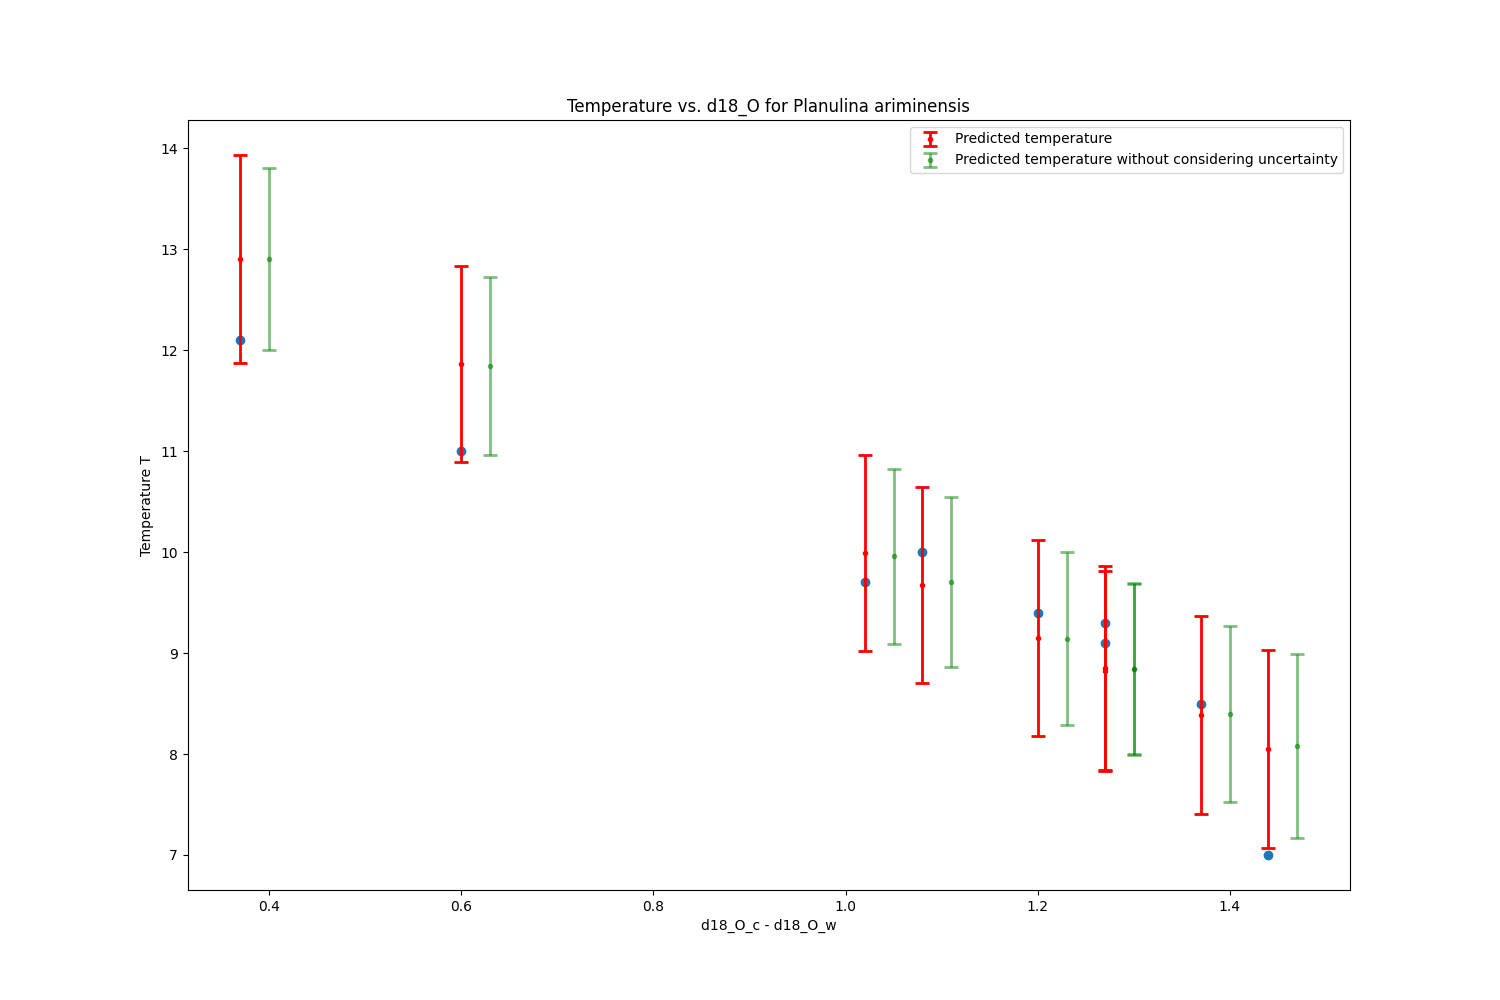 Temperature vs. d18_O for Planulina ariminensis
Predicted temperature
Predicted temperature without considering uncertainty
14
13
12
11
10
9
8
7
Temperature T
0.4
0.6
0.8
1.0
1.2
1.4
d18_O_c - d18_O_w